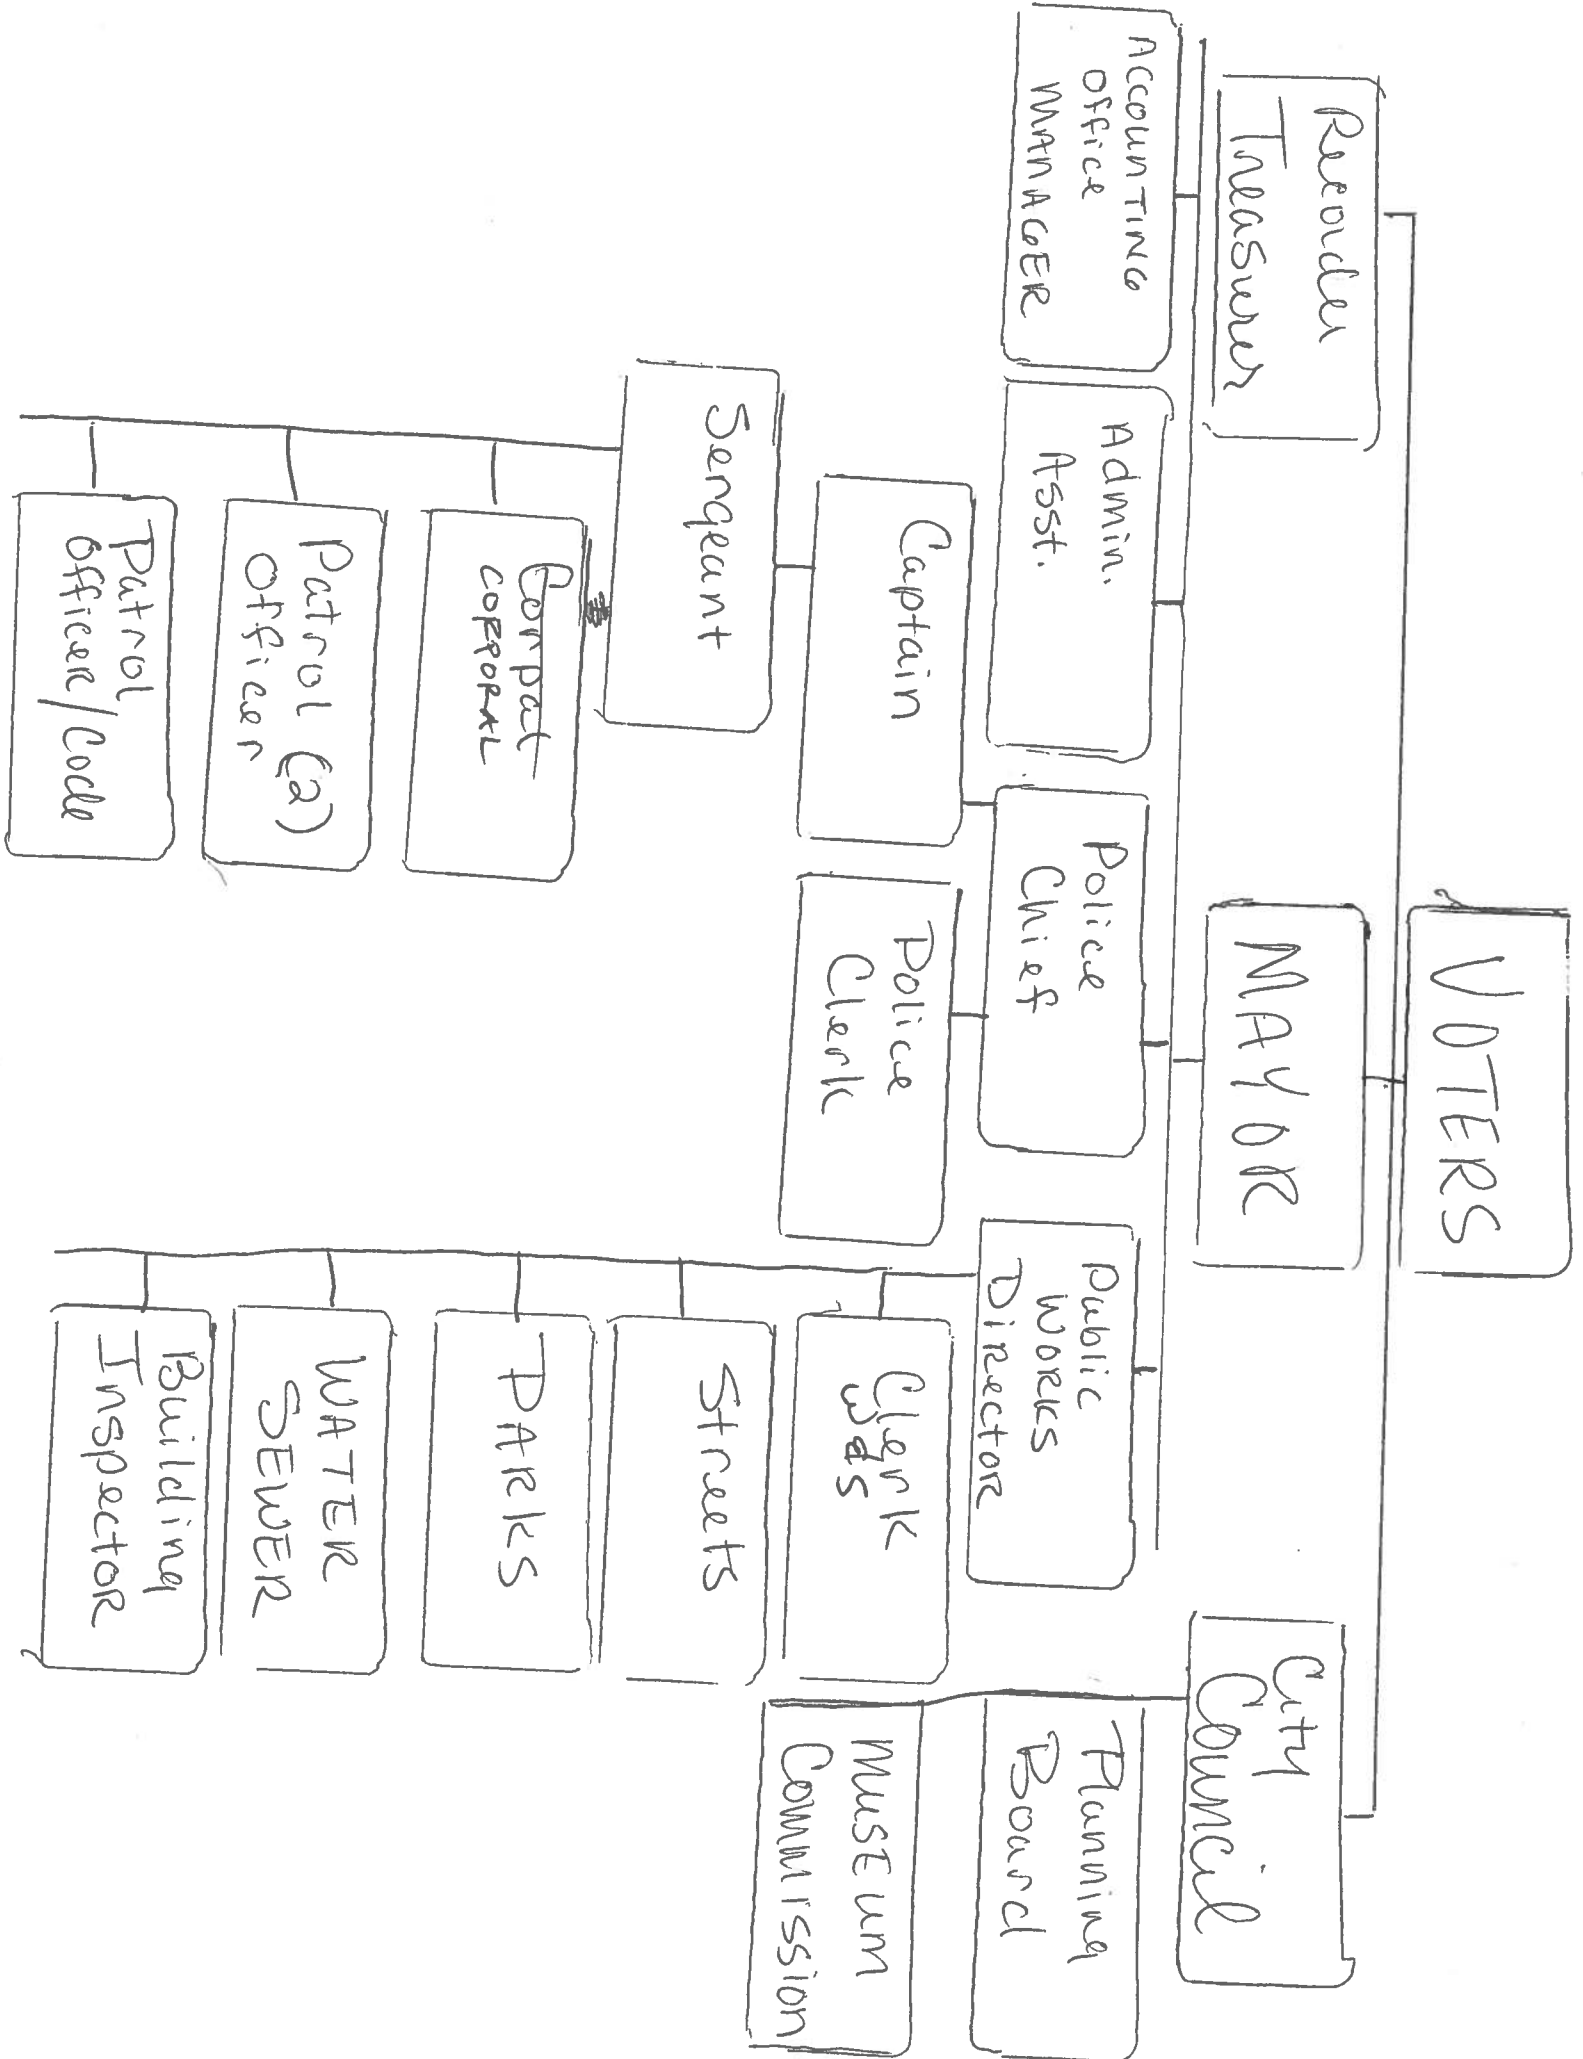 VOTERS
Recorder
Treasurer
MAYOR
City
Council
ACCOUNTING
Office
MANAGER
Admin.
Asst.
Police
Chief
Public
WORKS
DIRECTOR
Planning
Board
Captain
Police
Clerk
Clerk
W&S
MUSEUM
Commission
Sergeant
Streets
Corpat
CORPORAL
PARKS
Patrol (2)
Officer
WATER
SEWER
Patrol
Officer/Code
Building
Inspector